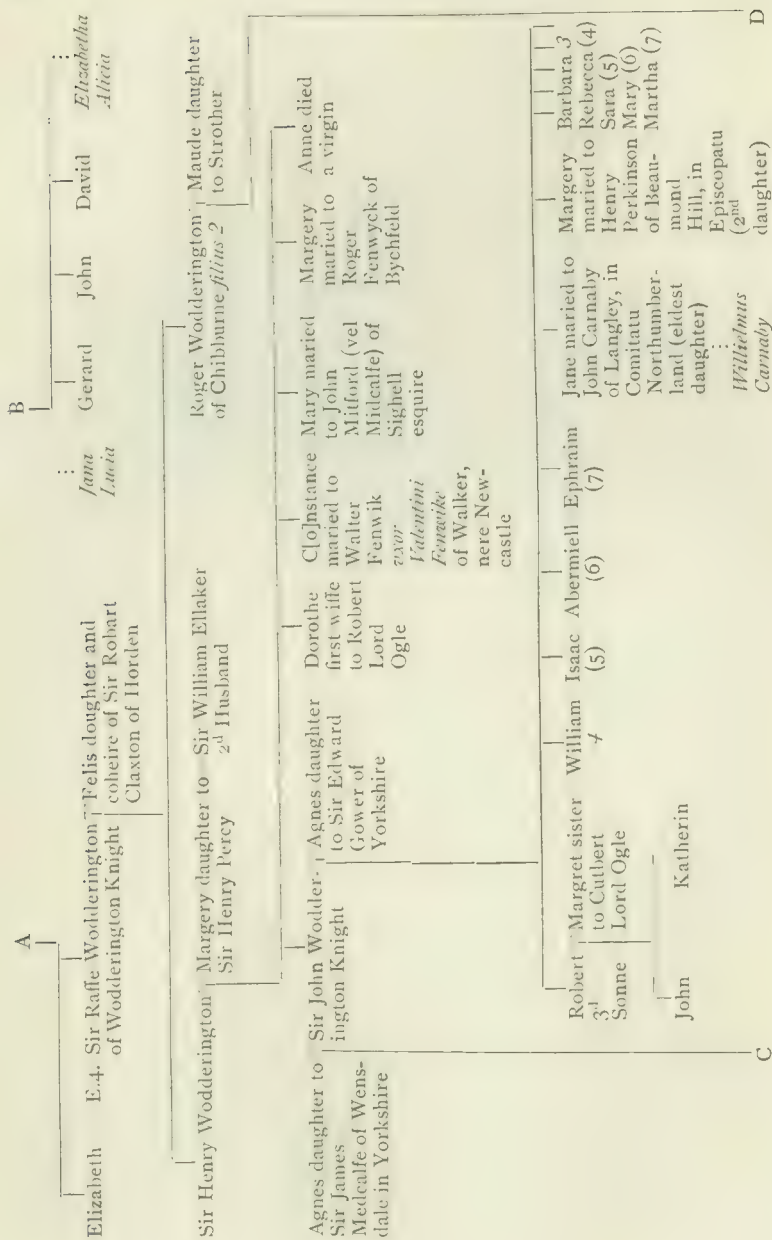 A
B
Elizabeth
E.4. Sir Raffe Wodderington
of Wodderington Knight
Felis doughter and
coheire of Sir Robart
Claxton of Horden
Jana
Lucia
Gerard
John
David
Elizabetha
Alicia
Sir Henry Wodderington
Margery daughter to
Sir Henry Percy
Sir William Ellaker
2d Husband
Roger Wodderington
of Chibburne filius 2
Maude daughter
to Strother
Agnes daughter to
Sir James
Medcalfe of Wens-
dale in Yorkshire
Sir John Wodder-
ington Knight
Agnes daughter
to Sir Edward
Gower of
Yorkshire
Dorothe
first wiffe
to Robert
Lord
Ogle
C[o]nstance
maried to
Walter
Fenwik
vxor
Valentini
Fenwike
of Walker,
nere New-
castle
Mary maried
to John
Mitford (vel
Midcalfe) of
Sighell
esquire
Margery
maried to
Roger
Fenwyck of
Bychfeld
Anne died
a virgin
Robert
3rd
Sonne
Margret sister
to Cutbert
Lord Ogle
William
4
Isaac
(5)
Abermiell
(6)
Ephraim
(7)
Jane maried to
John Carnaby
of Langley, in
Comitatu
Northumber-
land (eldest
daughter)
Willielmus
Carnaby
Margery
maried to
Henry
Perkinson
of Beau-
mond
Hill, in
Episcopatu
(2nd
daughter)
Barbara 3
Rebecca (4)
Sara (5)
Mary (6)
Martha (7)
John
Katherin
C
D